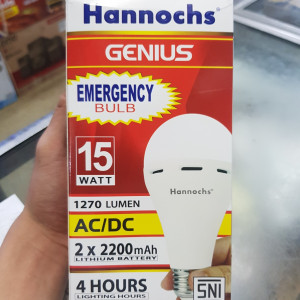 Hannochs
GENIUS
EMERGENCY
BULB
15
WATT
Hannochs
1270 LUMEN
AC/DC
2 x 2200mAh
LITHIUM BATTERY
4 HOURS
LIGHTING HOURS
SNI